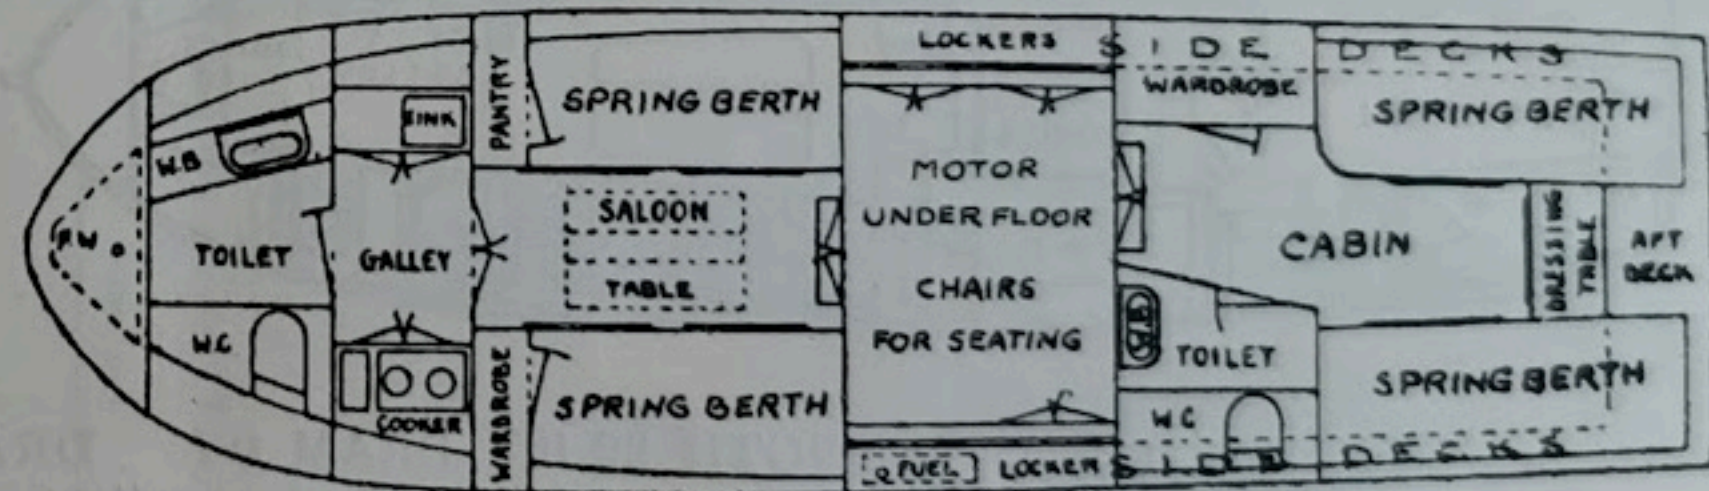 F.W
W.B
TOILET
W.C
SINK
GALLEY
COOKER
PANTRY
WARDROBE
SPRING BERTH
SALOON
TABLE
SPRING BERTH
LOCKERS
MOTOR
UNDER FLOOR
CHAIRS
FOR SEATING
FUEL
LOCKER
SIDE DECKS
WARDROBE
SPRING BERTH
CABIN
DRESSING
TABLE
AFT
DECK
W.B
TOILET
WC
SPRING BERTH
SIDE DECKS